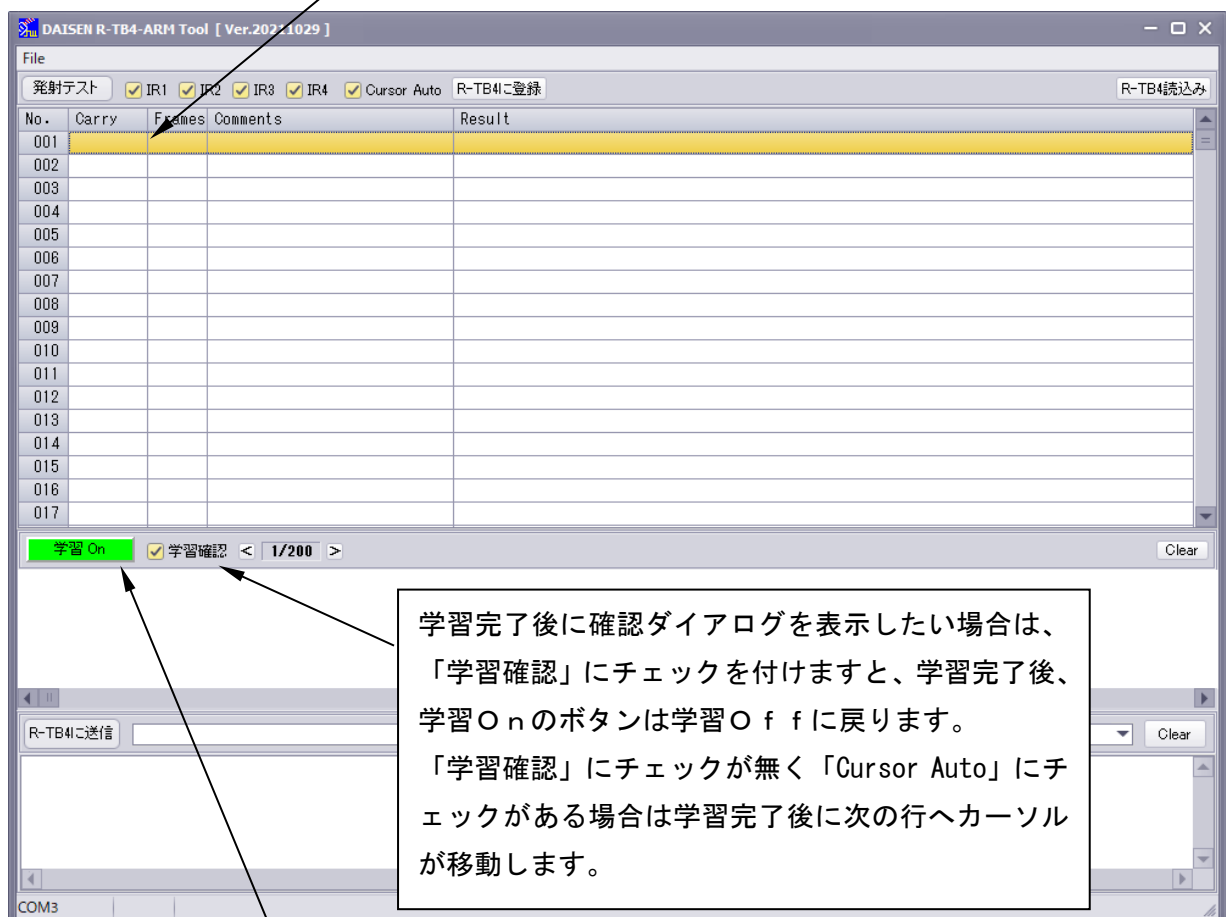 DAISEN R-TB4-ARM Tool [ Ver.20211029 ]
File
発射テスト IR1 IR2 IR3 IR4 Cursor Auto R-TB4に登録 R-TB4読込み
No. Carry Frames Comments Result
001
002
003
004
005
006
007
008
009
010
011
012
013
014
015
016
017
学習 On 学習確認 < 1/200 > Clear
学習完了後に確認ダイアログを表示したい場合は、
「学習確認」にチェックを付けますと、学習完了後、
学習Ｏｎのボタンは学習Ｏｆｆに戻ります。
「学習確認」にチェックが無く「Cursor Auto」にチ
ェックがある場合は学習完了後に次の行へカーソル
が移動します。
R-TB4に送信 Clear
COM3